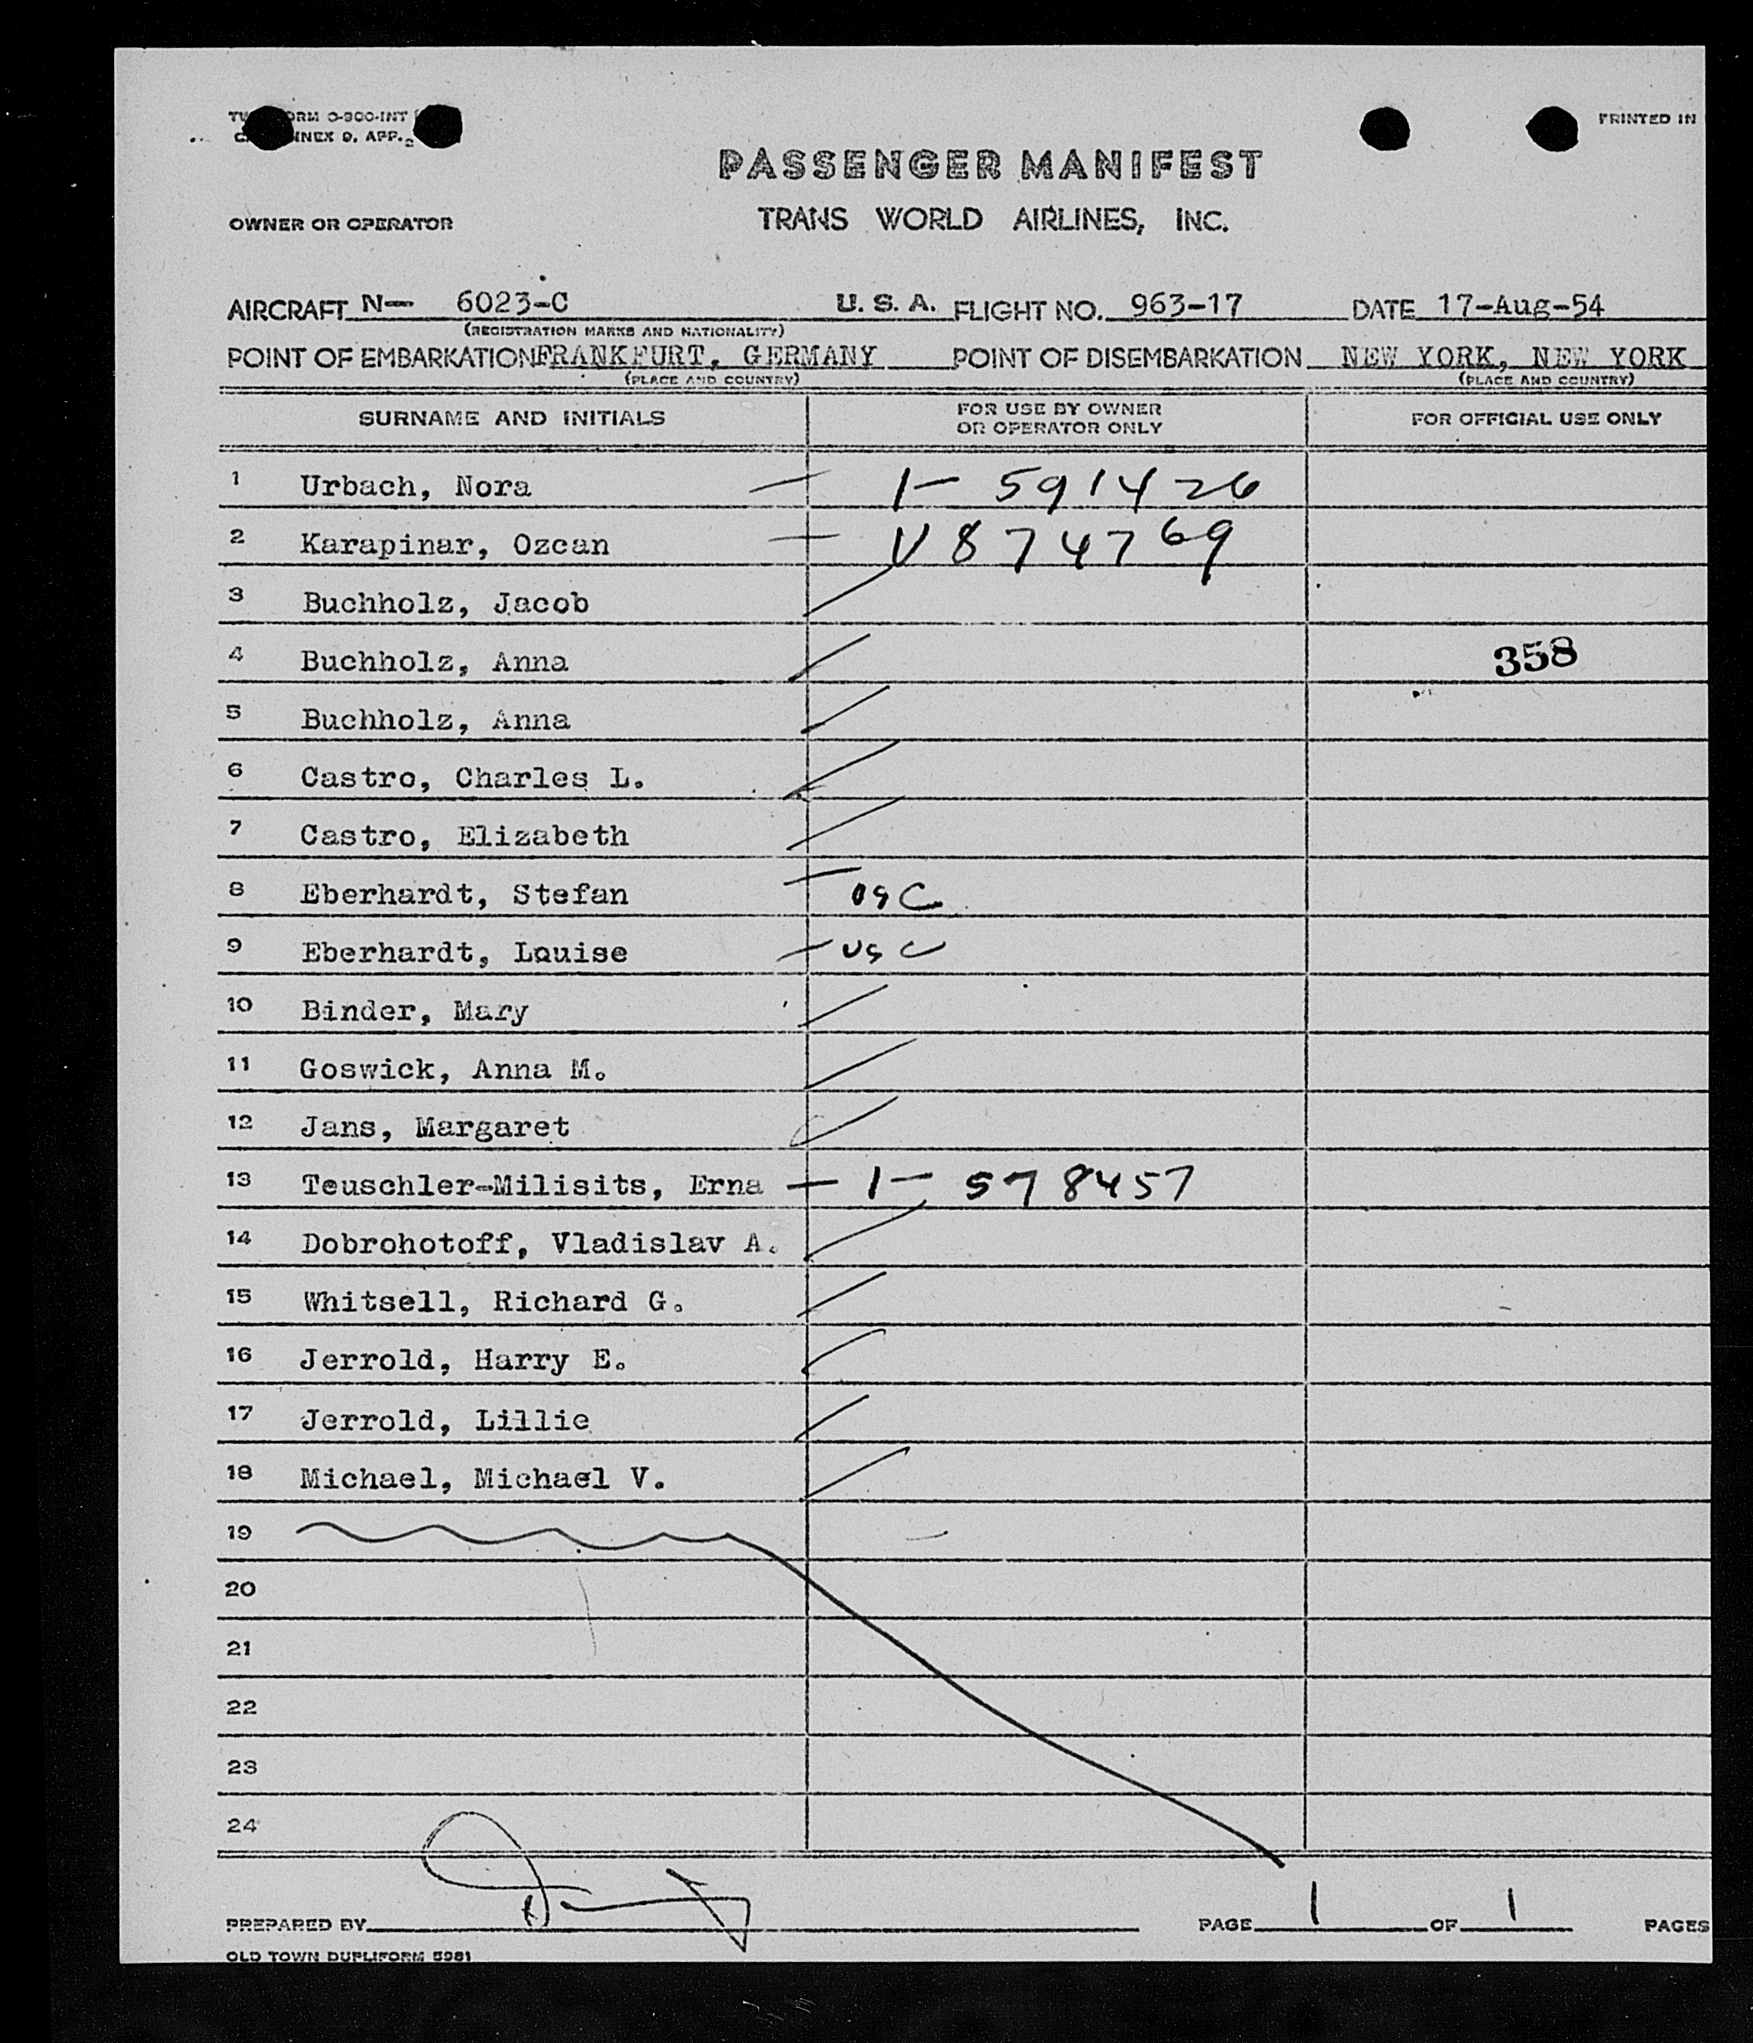 ORM O-300-INT
NNEX 9, APP. 2
PRINTED IN
PASSENGER MANIFEST
OWNER OR OPERATOR TRANS WORLD AIRLINES, INC.
AIRCRAFT N— 6023-C U. S. A. FLIGHT NO. 963-17 DATE 17-Aug-54
(REGISTRATION MARKS AND NATIONALITY)
POINT OF EMBARKATION FRANKFURT, GERMANY POINT OF DISEMBARKATION NEW YORK, NEW YORK
(PLACE AND COUNTRY) (PLACE AND COUNTRY)
SURNAME AND INITIALS FOR USE BY OWNER OR OPERATOR ONLY FOR OFFICIAL USE ONLY
1 Urbach, Nora — 1- 591426
2 Karapinar, Ozcan — V874769
3 Buchholz, Jacob
4 Buchholz, Anna 358
5 Buchholz, Anna
6 Castro, Charles L.
7 Castro, Elizabeth
8 Eberhardt, Stefan — USC
9 Eberhardt, Louise — USC
10 Binder, Mary
11 Goswick, Anna M.
12 Jans, Margaret
13 Teuschler-Milisits, Erna — 1- 578457
14 Dobrohotoff, Vladislav A.
15 Whitsell, Richard G.
16 Jerrold, Harry E.
17 Jerrold, Lillie
18 Michael, Michael V.
19
20
21
22
23
24
PREPARED BY PAGE 1 OF 1 PAGES
OLD TOWN DUPLIFORM 5981